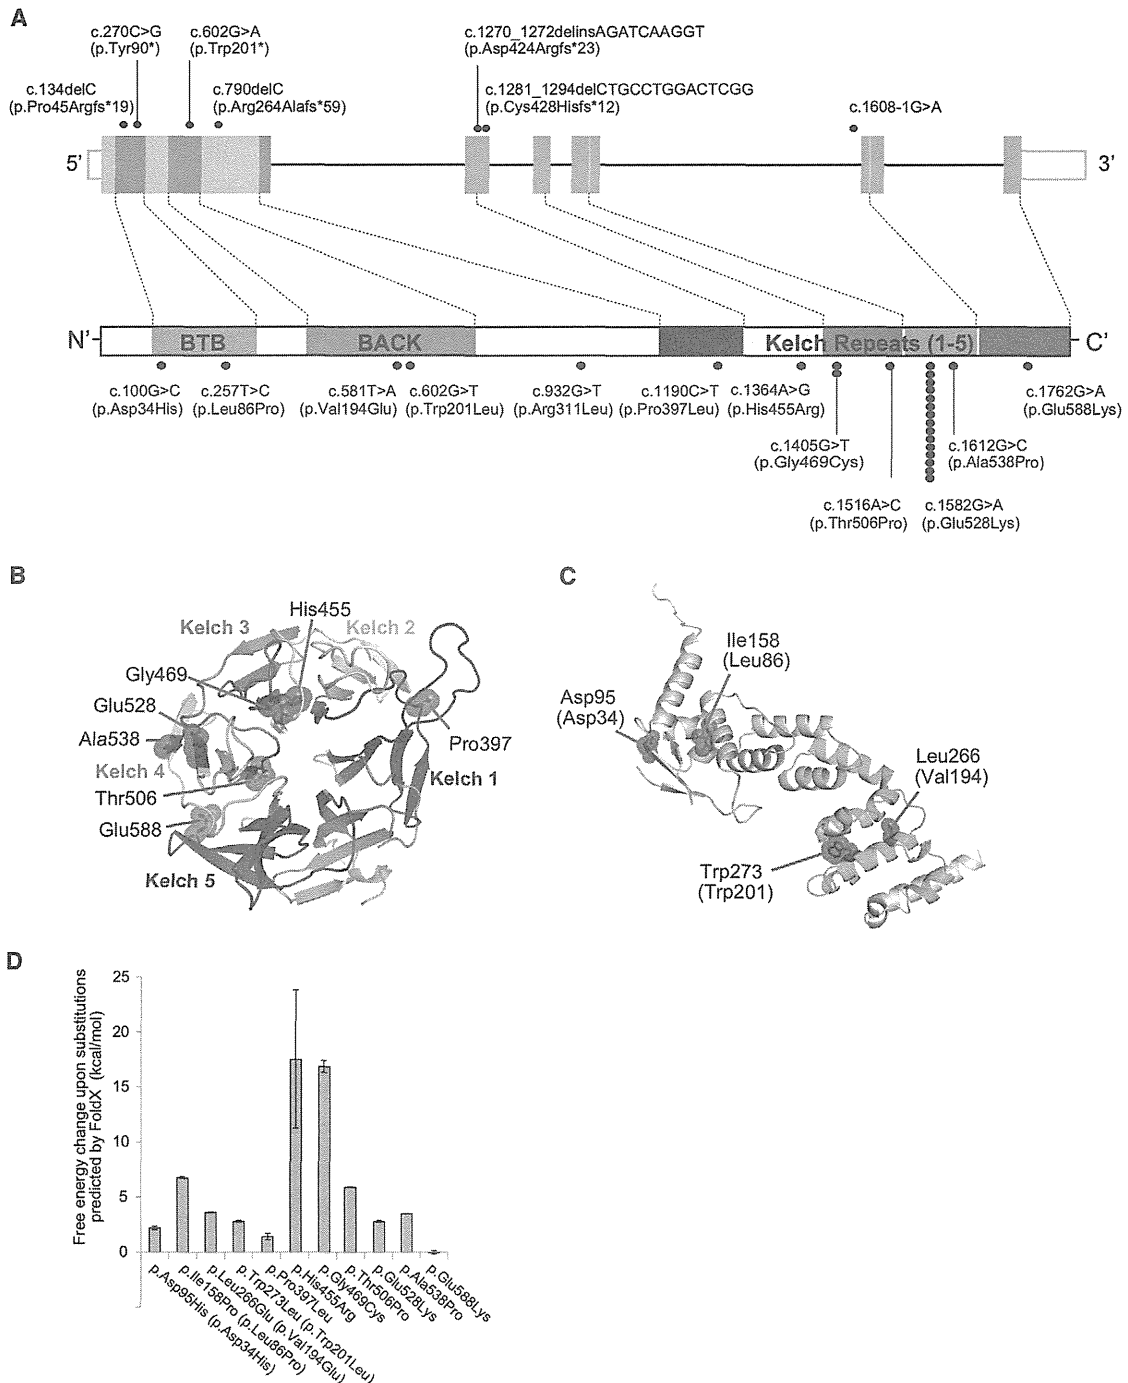 A
c.270C>G
(p.Tyr90*)
c.602G>A
(p.Trp201*)
c.1270_1272delinsAGATCAAGGT
(p.Asp424Argfs*23)
c.134delC
(p.Pro45Argfs*19)
c.790delC
(p.Arg264Alafs*59)
c.1281_1294delCTGCCTGGACTCGG
(p.Cys428Hisfs*12)
c.1608-1G>A
5’
3’
N’
BTB
BACK
Kelch Repeats (1-5)
C’
c.100G>C
(p.Asp34His)
c.257T>C
(p.Leu86Pro)
c.581T>A
(p.Val194Glu)
c.602G>T
(p.Trp201Leu)
c.932G>T
(p.Arg311Leu)
c.1190C>T
(p.Pro397Leu)
c.1364A>G
(p.His455Arg)
c.1762G>A
(p.Glu588Lys)
c.1405G>T
(p.Gly469Cys)
c.1612G>C
(p.Ala538Pro)
c.1516A>C
(p.Thr506Pro)
c.1582G>A
(p.Glu528Lys)
B
His455
Kelch 3
Kelch 2
Gly469
Glu528
Ala538
Pro397
Kelch 4
Kelch 1
Thr506
Glu588
Kelch 5
C
Ile158
(Leu86)
Asp95
(Asp34)
Leu266
(Val194)
Trp273
(Trp201)
D
Free energy change upon substitutions
predicted by FoldX (kcal/mol)
25
20
15
10
5
0
p.Asp95His (p.Asp34His)
p.Ile158Pro (p.Leu86Pro)
p.Leu266Glu (p.Val194Glu)
p.Trp273Leu (p.Trp201Leu)
p.Pro397Leu
p.His455Arg
p.Gly469Cys
p.Thr506Pro
p.Glu528Lys
p.Ala538Pro
p.Glu588Lys